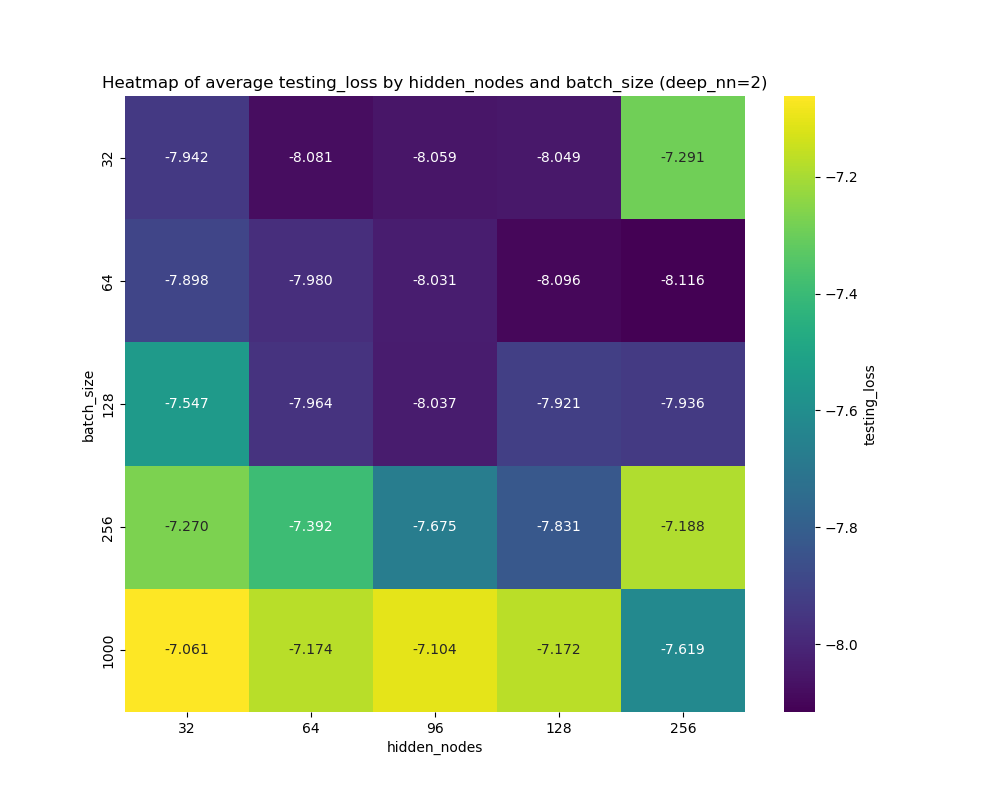 Heatmap of average testing_loss by hidden_nodes and batch_size (deep_nn=2)
32 -7.942 -8.081 -8.059 -8.049 -7.291
64 -7.898 -7.980 -8.031 -8.096 -8.116
128 -7.547 -7.964 -8.037 -7.921 -7.936
256 -7.270 -7.392 -7.675 -7.831 -7.188
1000 -7.061 -7.174 -7.104 -7.172 -7.619
batch_size
32 64 96 128 256
hidden_nodes
−7.2
−7.4
−7.6
−7.8
−8.0
testing_loss